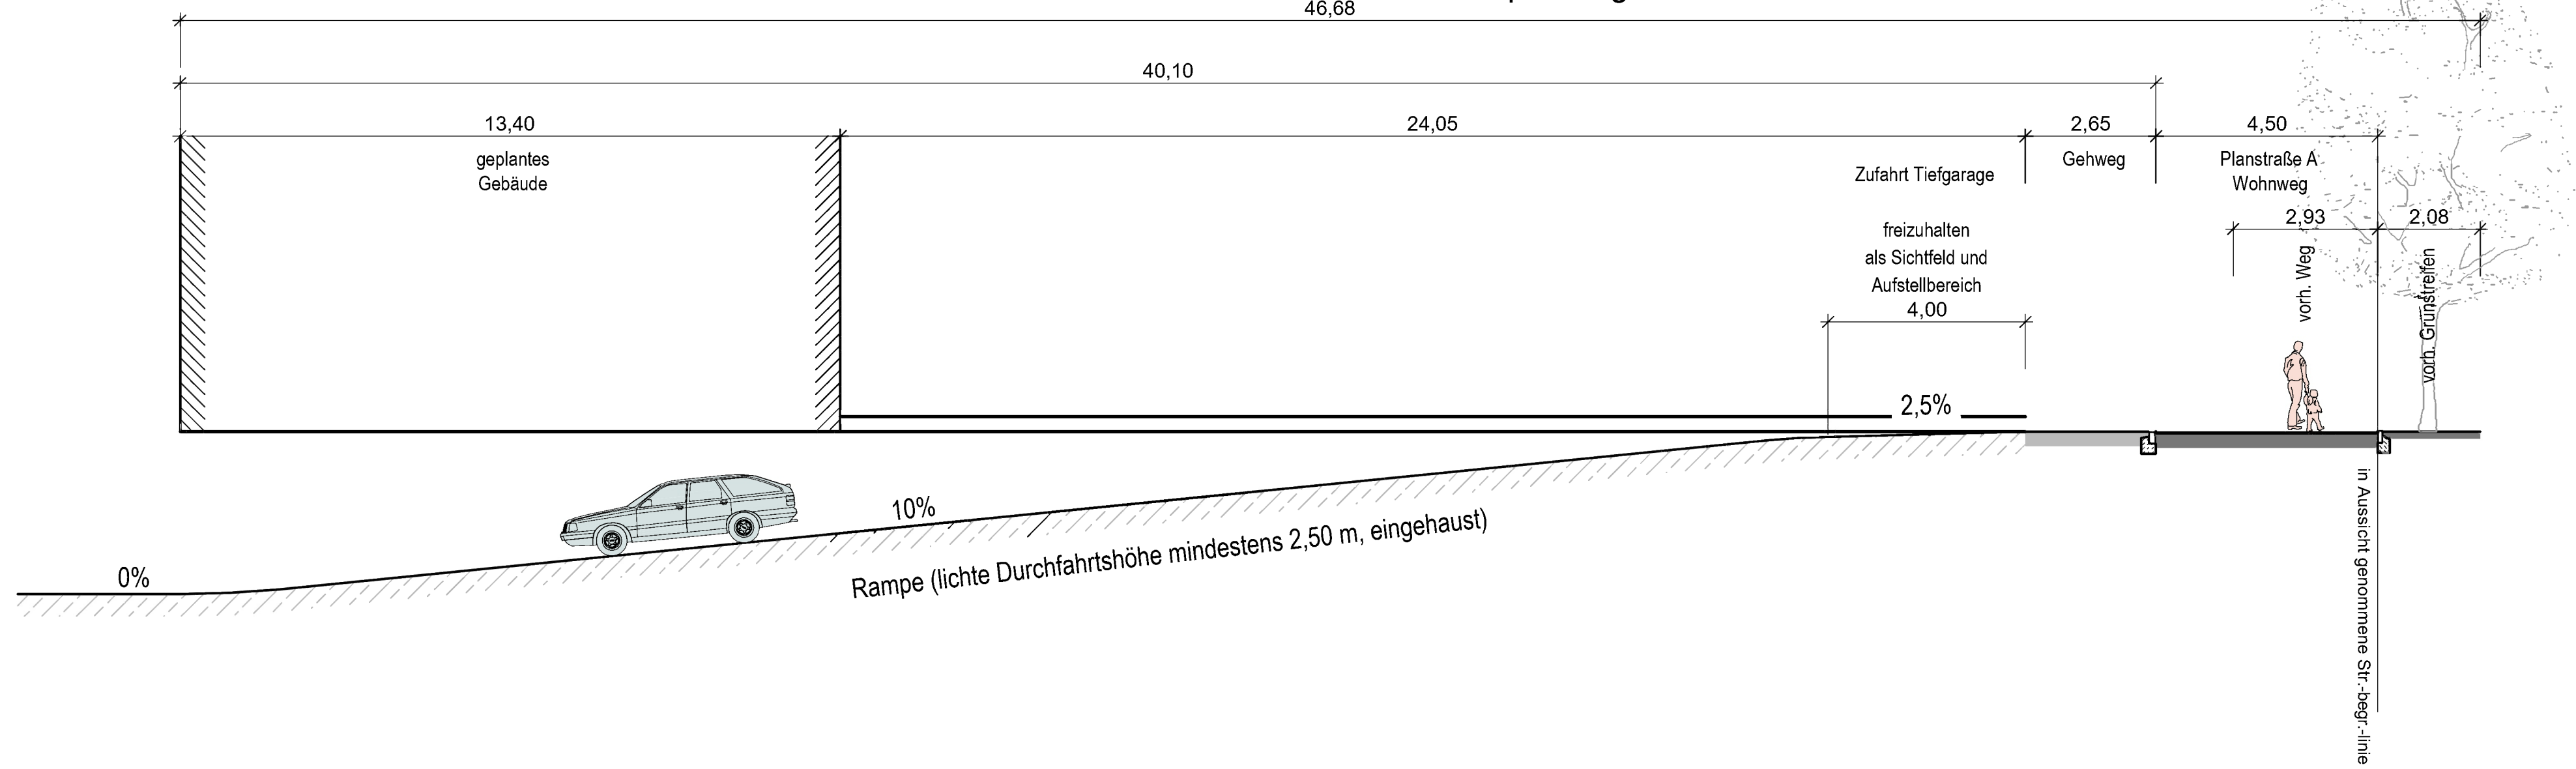 46,68
40,10
13,40
24,05
2,65
4,50
geplantes
Gebäude
Zufahrt Tiefgarage
Gehweg
Planstraße A
Wohnweg
2,93
2,08
freizuhalten
als Sichtfeld und
Aufstellbereich
4,00
vorh. Weg
vorh. Grünstreifen
2,5%
10%
0%
Rampe (lichte Durchfahrtshöhe mindestens 2,50 m, eingehaust)
in Aussicht genommene Str.-begr.-linie